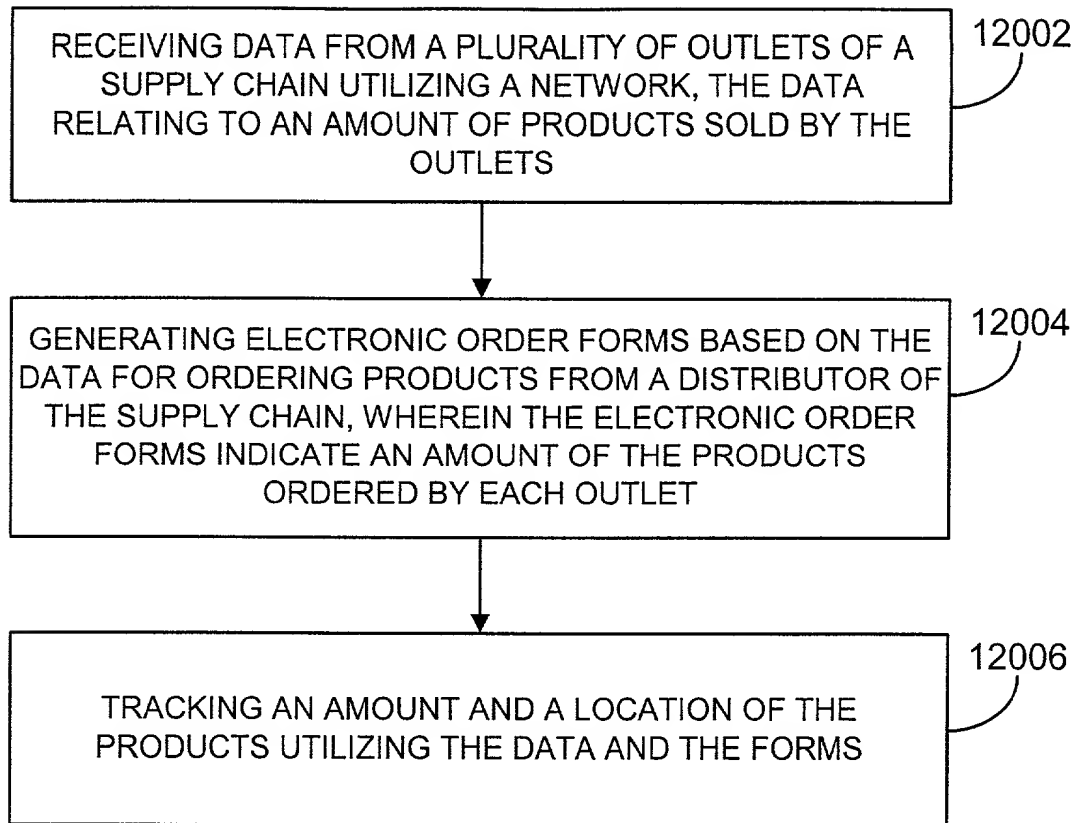 RECEIVING DATA FROM A PLURALITY OF OUTLETS OF A
SUPPLY CHAIN UTILIZING A NETWORK, THE DATA
RELATING TO AN AMOUNT OF PRODUCTS SOLD BY THE
OUTLETS
12002
GENERATING ELECTRONIC ORDER FORMS BASED ON THE
DATA FOR ORDERING PRODUCTS FROM A DISTRIBUTOR OF
THE SUPPLY CHAIN, WHEREIN THE ELECTRONIC ORDER
FORMS INDICATE AN AMOUNT OF THE PRODUCTS
ORDERED BY EACH OUTLET
12004
TRACKING AN AMOUNT AND A LOCATION OF THE
PRODUCTS UTILIZING THE DATA AND THE FORMS
12006